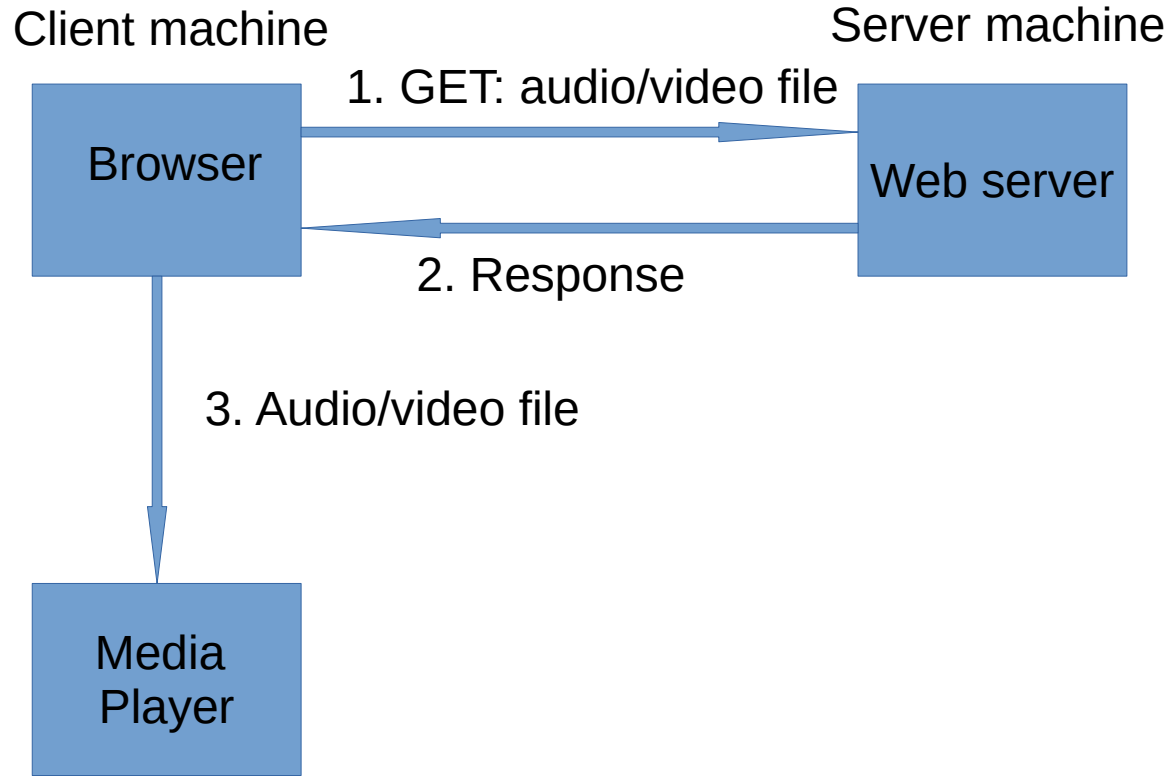 Client machine
Server machine
1. GET: audio/video file
Browser
Web server
2. Response
3. Audio/video file
Media
Player